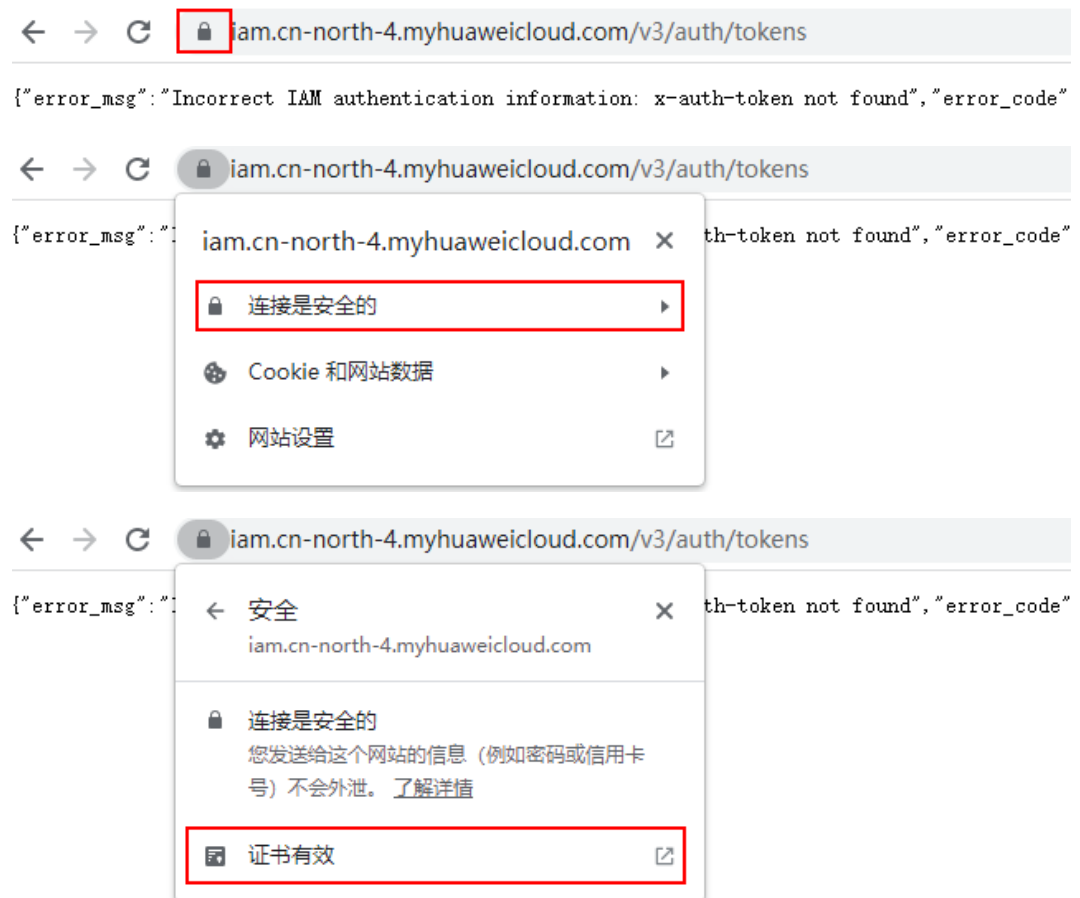 iam.cn-north-4.myhuaweicloud.com/v3/auth/tokens
{"error_msg":"Incorrect IAM authentication information: x-auth-token not found","error_code"
iam.cn-north-4.myhuaweicloud.com/v3/auth/tokens
{"error_msg":"I
th-token not found","error_code"
iam.cn-north-4.myhuaweicloud.com
连接是安全的
Cookie 和网站数据
网站设置
iam.cn-north-4.myhuaweicloud.com/v3/auth/tokens
{"error_msg":"I
th-token not found","error_code"
安全
iam.cn-north-4.myhuaweicloud.com
连接是安全的
您发送给这个网站的信息（例如密码或信用卡
号）不会外泄。 了解详情
证书有效